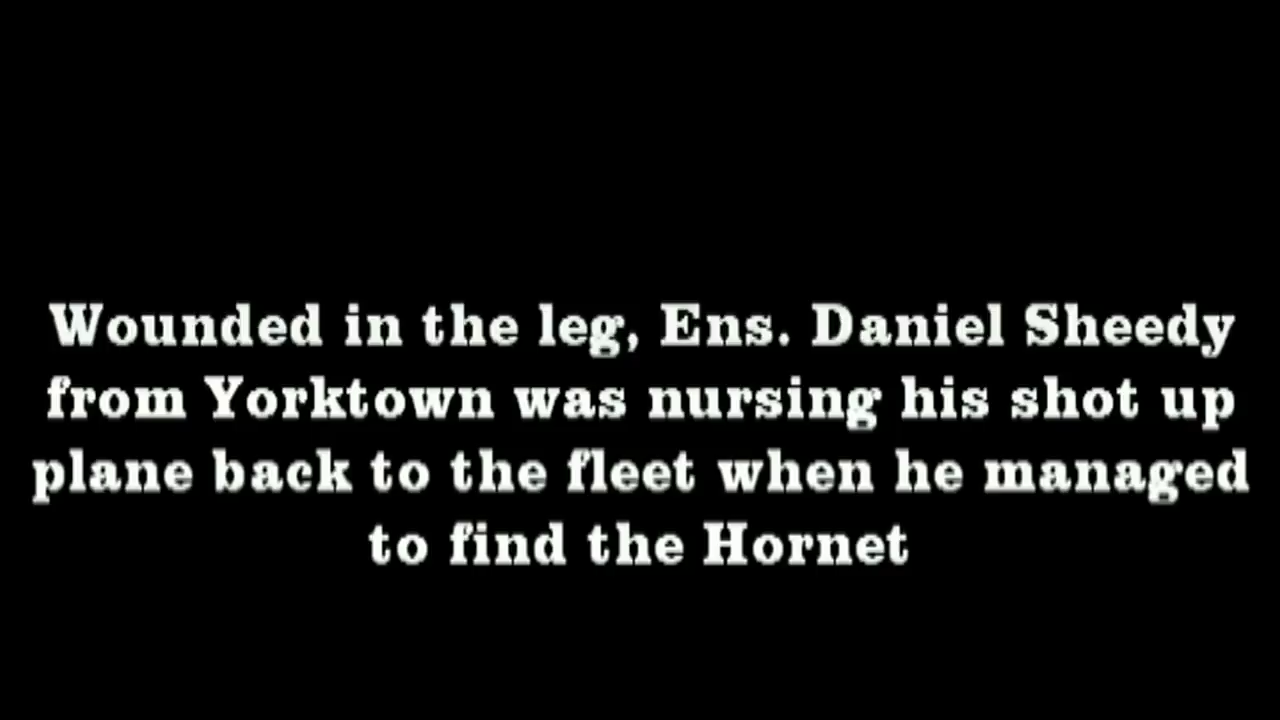 Wounded in the leg, Ens. Daniel Sheedy
from Yorktown was nursing his shot up
plane back to the fleet when he managed
to find the Hornet